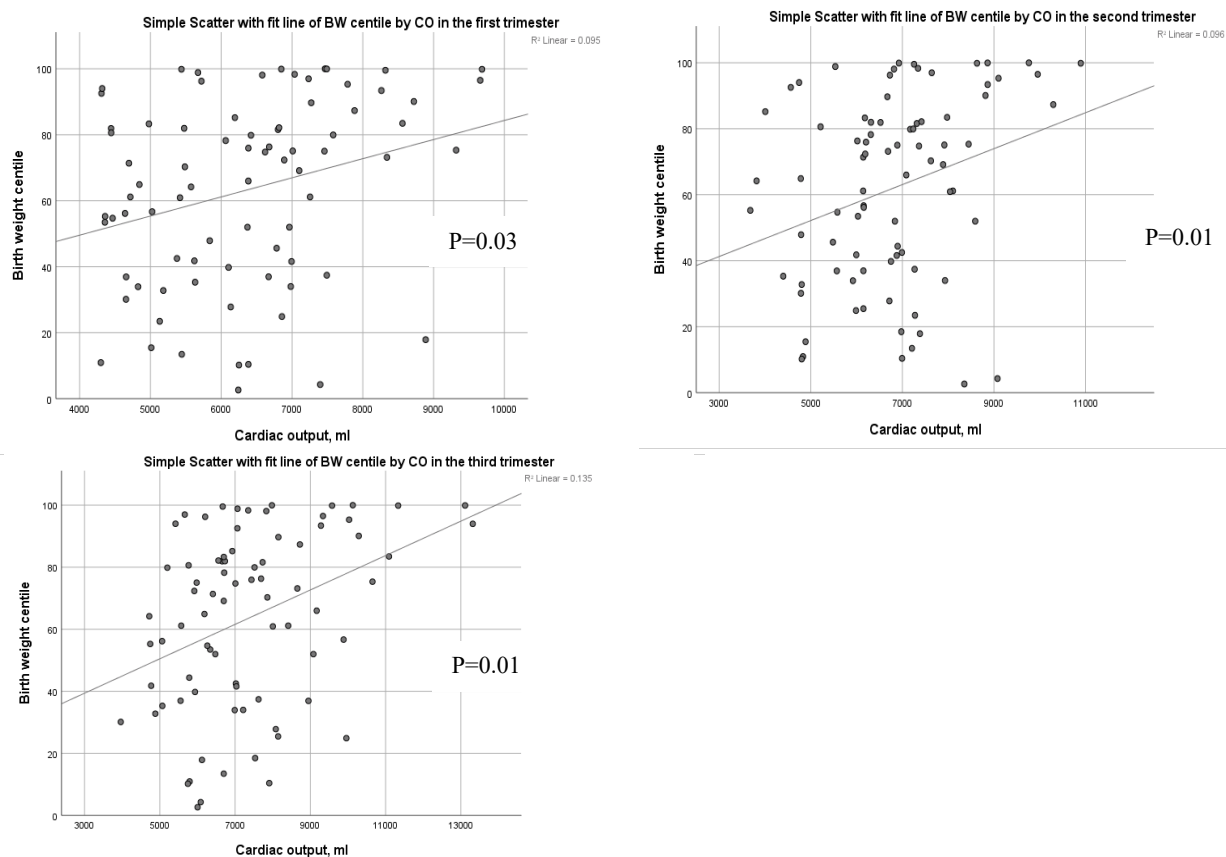 Simple Scatter with fit line of BW centile by CO in the first trimester
R² Linear = 0.095
100
80
60
40
20
0
Birth weight centile
P=0.03
4000 5000 6000 7000 8000 9000 10000
Cardiac output, ml
Simple Scatter with fit line of BW centile by CO in the second trimester
R² Linear = 0.096
100
80
60
40
20
0
Birth weight centile
P=0.01
3000 5000 7000 9000 11000
Cardiac output, ml
Simple Scatter with fit line of BW centile by CO in the third trimester
R² Linear = 0.135
100
80
60
40
20
0
Birth weight centile
P=0.01
3000 5000 7000 9000 11000 13000
Cardiac output, ml